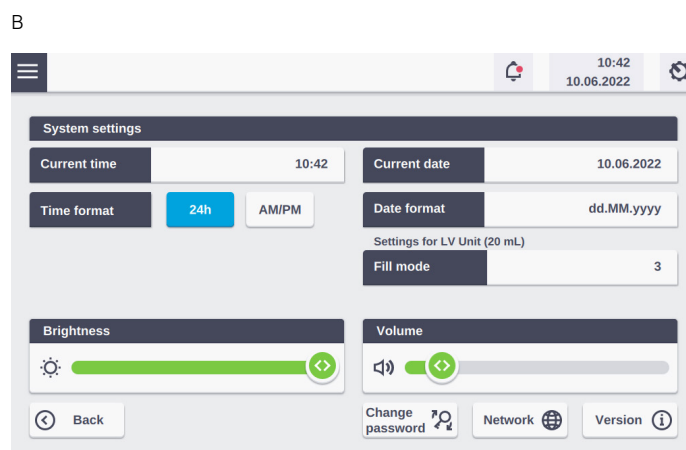 B
10:42
10.06.2022
System settings
Current time 10:42
Current date 10.06.2022
Time format 24h AM/PM
Date format dd.MM.yyyy
Settings for LV Unit (20 mL)
Fill mode 3
Brightness
Volume
Back
Change
password
Network
Version